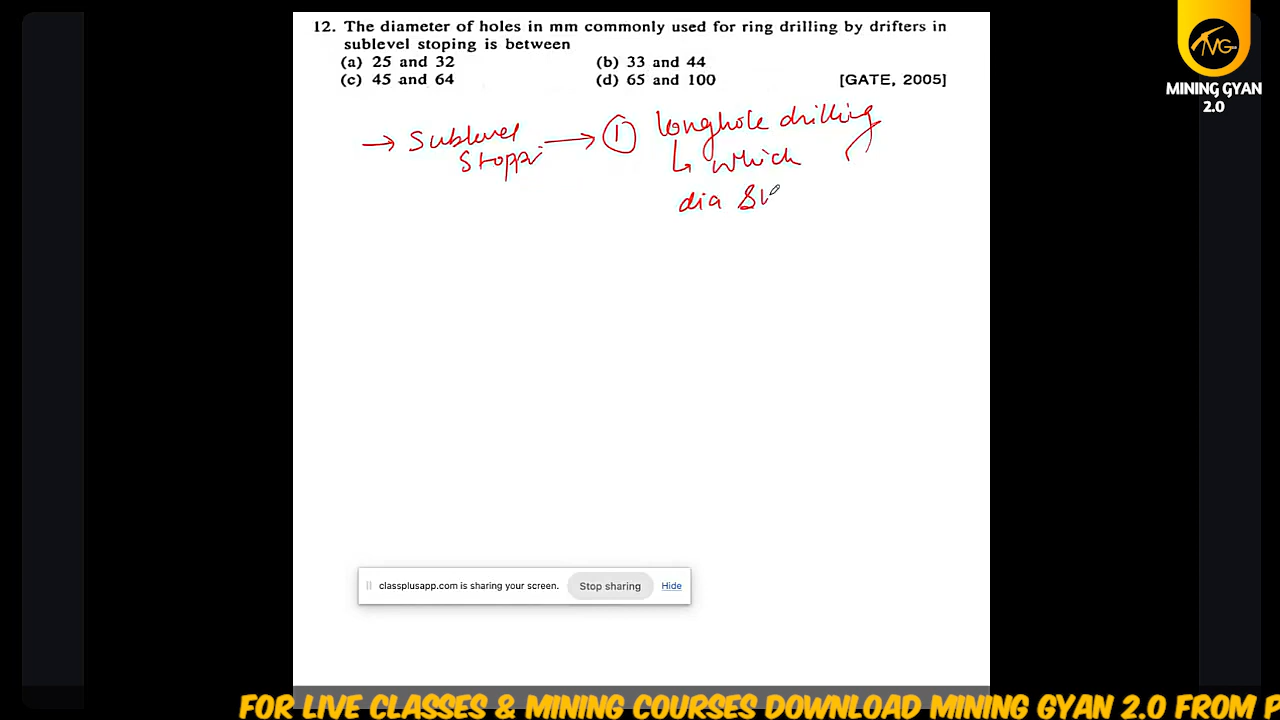 12. The diameter of holes in mm commonly used for ring drilling by drifters in
sublevel stoping is between
(a) 25 and 32 (b) 33 and 44
(c) 45 and 64 (d) 65 and 100 [GATE, 2005]
→ Sublevel → ① longhole drilling
Stoppi ↳ which
dia
TMG
MINING GYAN
2.0
classplusapp.com is sharing your screen. Stop sharing Hide
FOR LIVE CLASSES & MINING COURSES DOWNLOAD MINING GYAN 2.0 FROM P